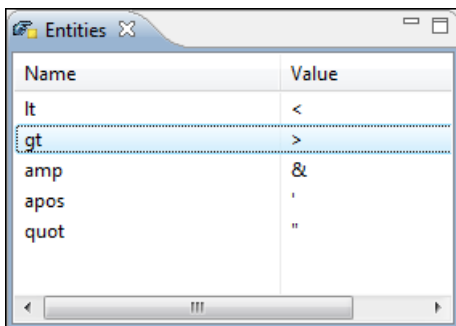 Entities
Name Value
lt <
gt >
amp &
apos '
quot "